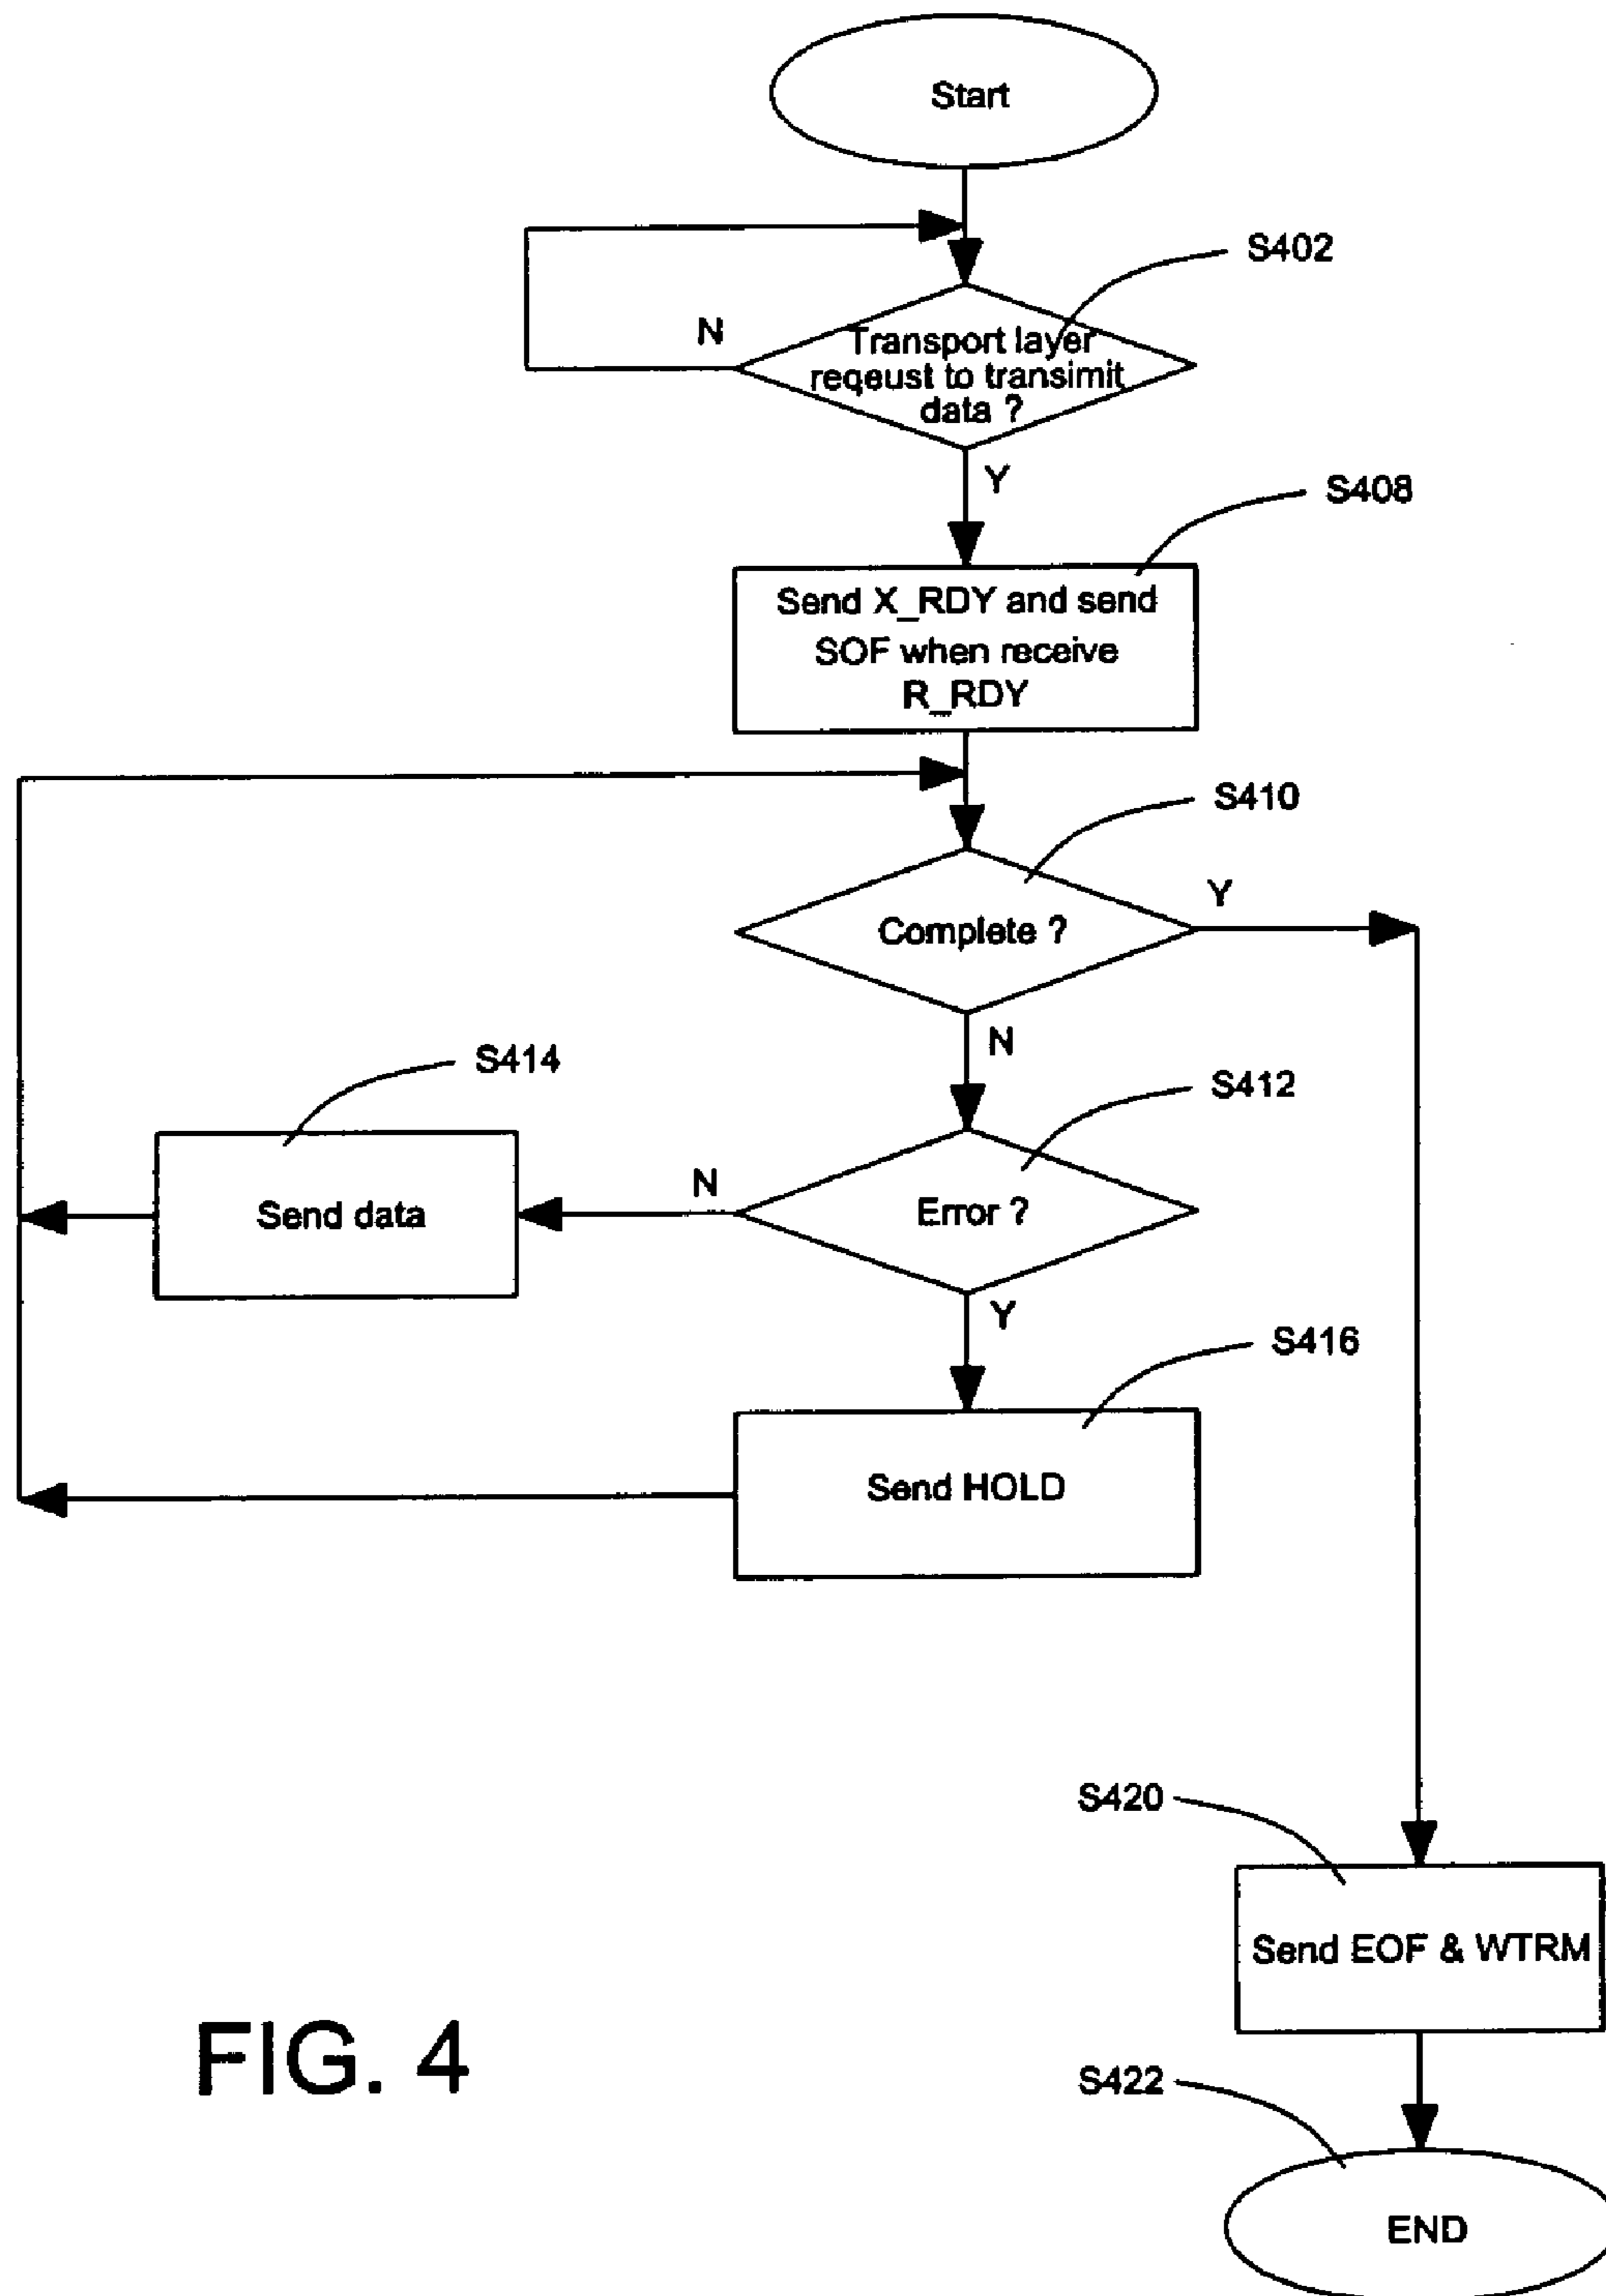 Start
S402
N
Transport layer
reqeust to transimit
data ?
Y
S408
Send X_RDY and send
SOF when receive
R_RDY
S410
Y
Complete ?
N
S414
S412
N
Send data
Error ?
Y
S416
Send HOLD
S420
Send EOF & WTRM
FIG. 4
S422
END